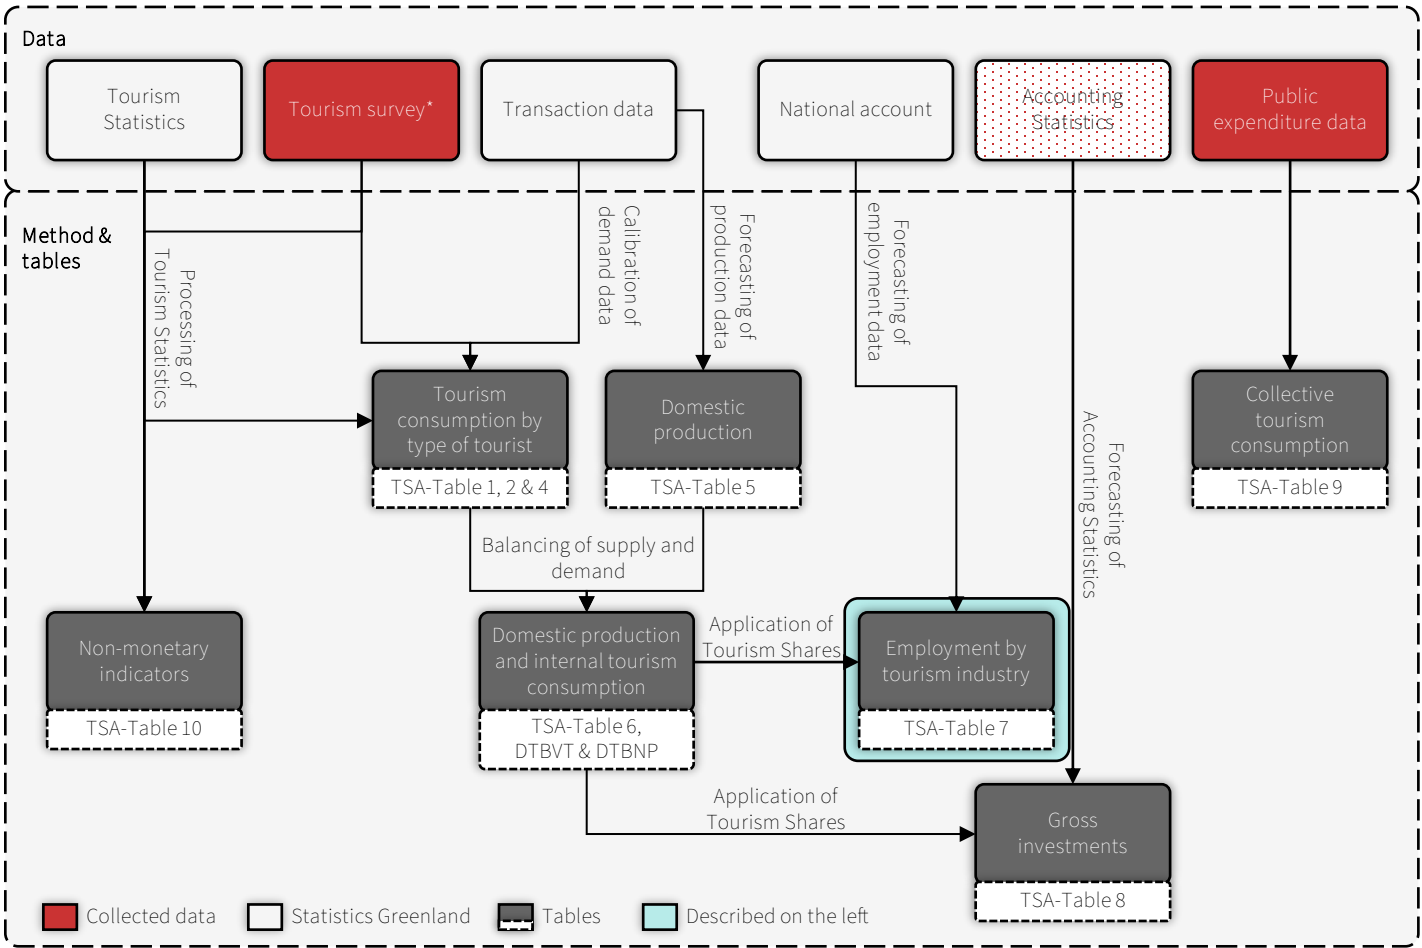 Data
Tourism
Statistics
Tourism survey*
Transaction data
National account
Accounting
Statistics
Public
expenditure data
Method &
tables
Processing of
Tourism Statistics
Calibration of
demand data
Forecasting of
production data
Forecasting of
employment data
Forecasting of
Accounting Statistics
Tourism
consumption by
type of tourist
TSA-Table 1, 2 & 4
Domestic
production
TSA-Table 5
Collective
tourism
consumption
TSA-Table 9
Balancing of supply and
demand
Non-monetary
indicators
TSA-Table 10
Domestic production
and internal tourism
consumption
TSA-Table 6,
DTBVT & DTBNP
Application of
Tourism Shares
Employment by
tourism industry
TSA-Table 7
Application of
Tourism Shares
Gross
investments
TSA-Table 8
Collected data
Statistics Greenland
Tables
Described on the left